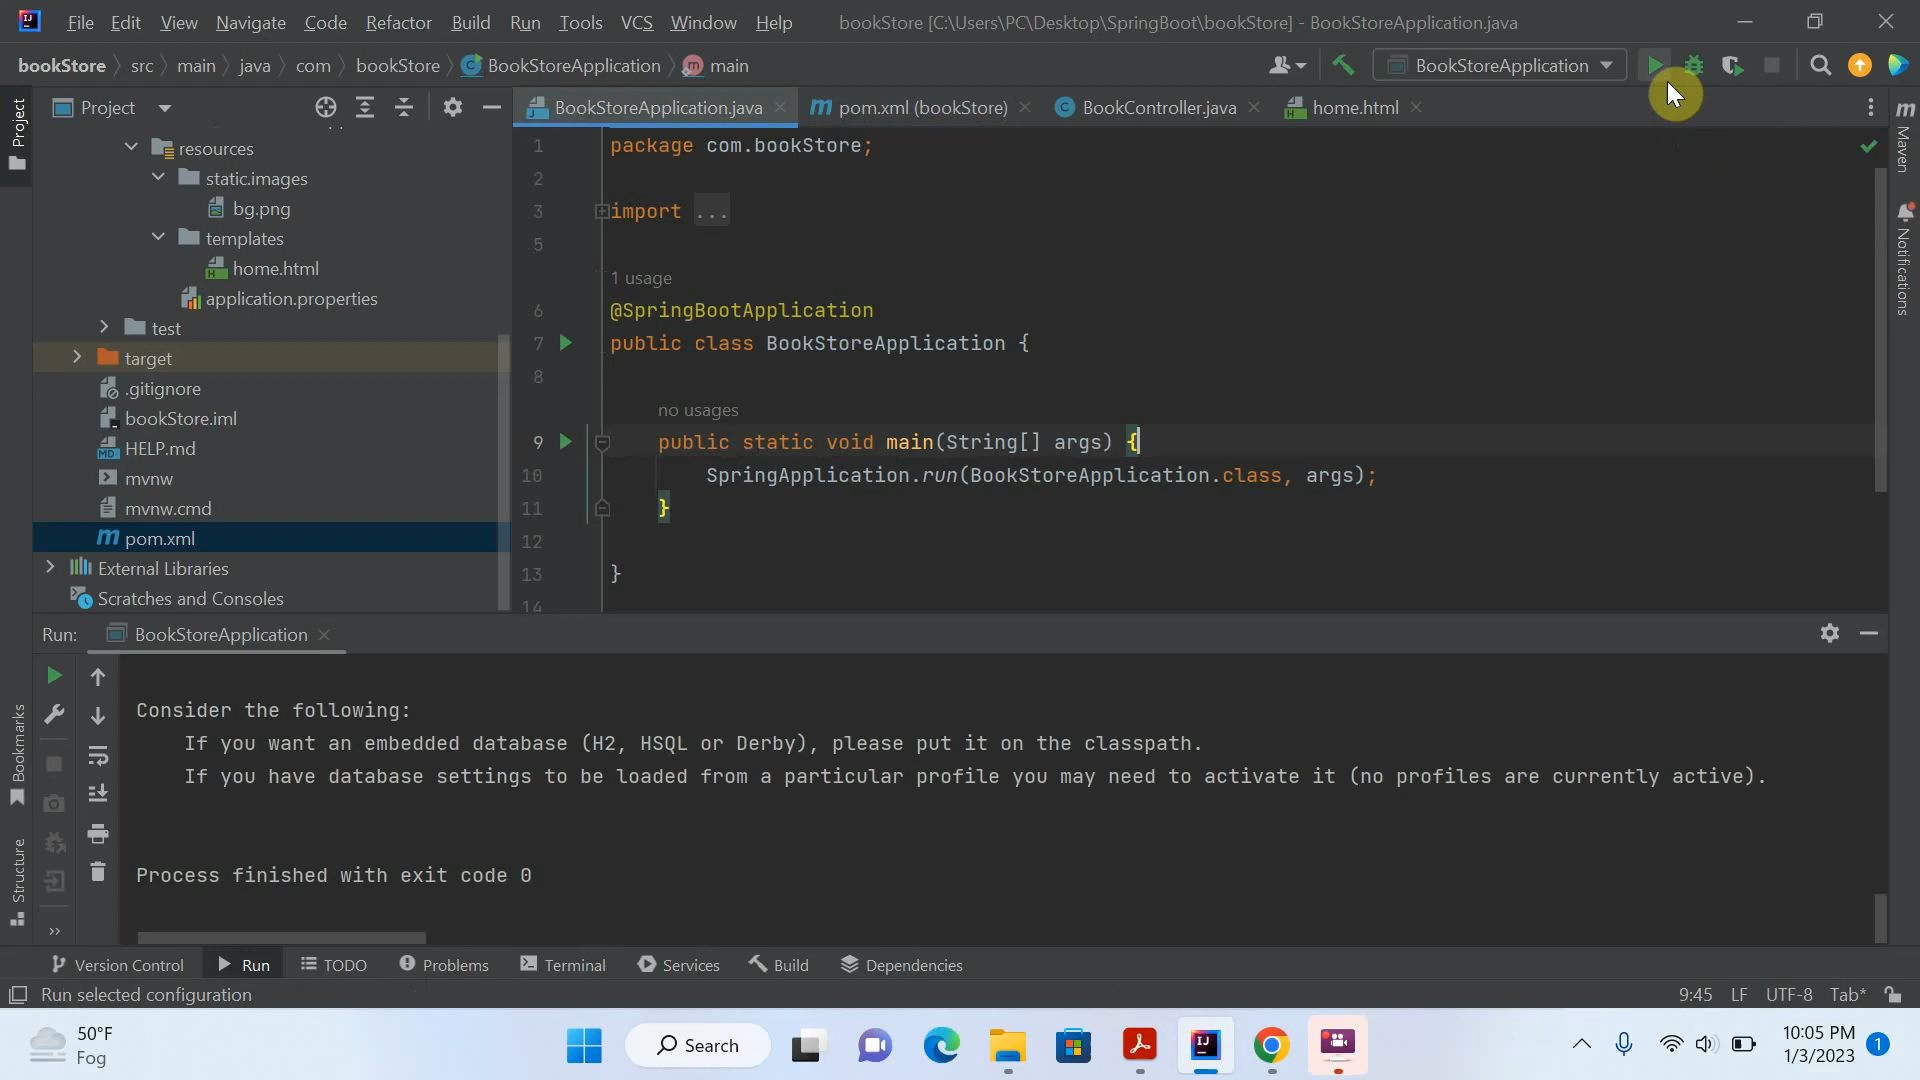 File Edit View Navigate Code Refactor Build Run Tools VCS Window Help bookStore [C:\Users\PC\Desktop\SpringBoot\bookStore] - BookStoreApplication.java
bookStore src main java com bookStore BookStoreApplication main BookStoreApplication
Project
Project
BookStoreApplication.java pom.xml (bookStore) BookController.java home.html
Maven
Notifications
resources
static.images
bg.png
templates
home.html
application.properties
test
target
.gitignore
bookStore.iml
HELP.md
mvnw
mvnw.cmd
pom.xml
External Libraries
Scratches and Consoles
1 package com.bookStore;
2
3 import ...
5
1 usage
6 @SpringBootApplication
7 public class BookStoreApplication {
8
no usages
9 public static void main(String[] args) {
10 SpringApplication.run(BookStoreApplication.class, args);
11 }
12
13 }
14
Run: BookStoreApplication
Bookmarks
Structure
Consider the following:
If you want an embedded database (H2, HSQL or Derby), please put it on the classpath.
If you have database settings to be loaded from a particular profile you may need to activate it (no profiles are currently active).
Process finished with exit code 0
Version Control Run TODO Problems Terminal Services Build Dependencies
Run selected configuration 9:45 LF UTF-8 Tab*
50°F
Fog
Search
10:05 PM
1/3/2023
1